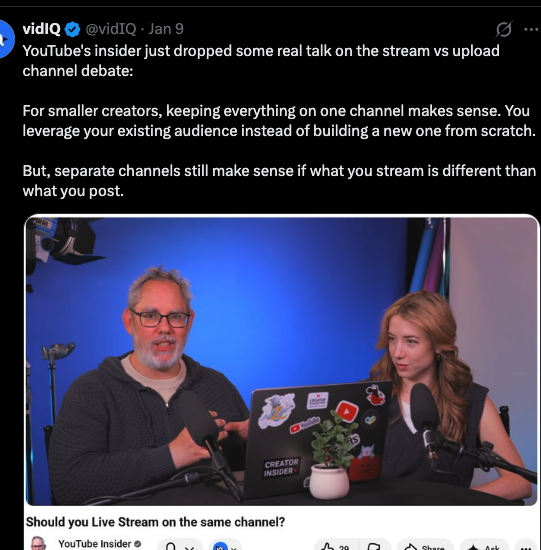 vidIQ @vidIQ · Jan 9
YouTube's insider just dropped some real talk on the stream vs upload
channel debate:
For smaller creators, keeping everything on one channel makes sense. You
leverage your existing audience instead of building a new one from scratch.
But, separate channels still make sense if what you stream is different than
what you post.
YouTube
CREATOR
INSIDER
Should you Live Stream on the same channel?
YouTube Insider
29
Share
Ask